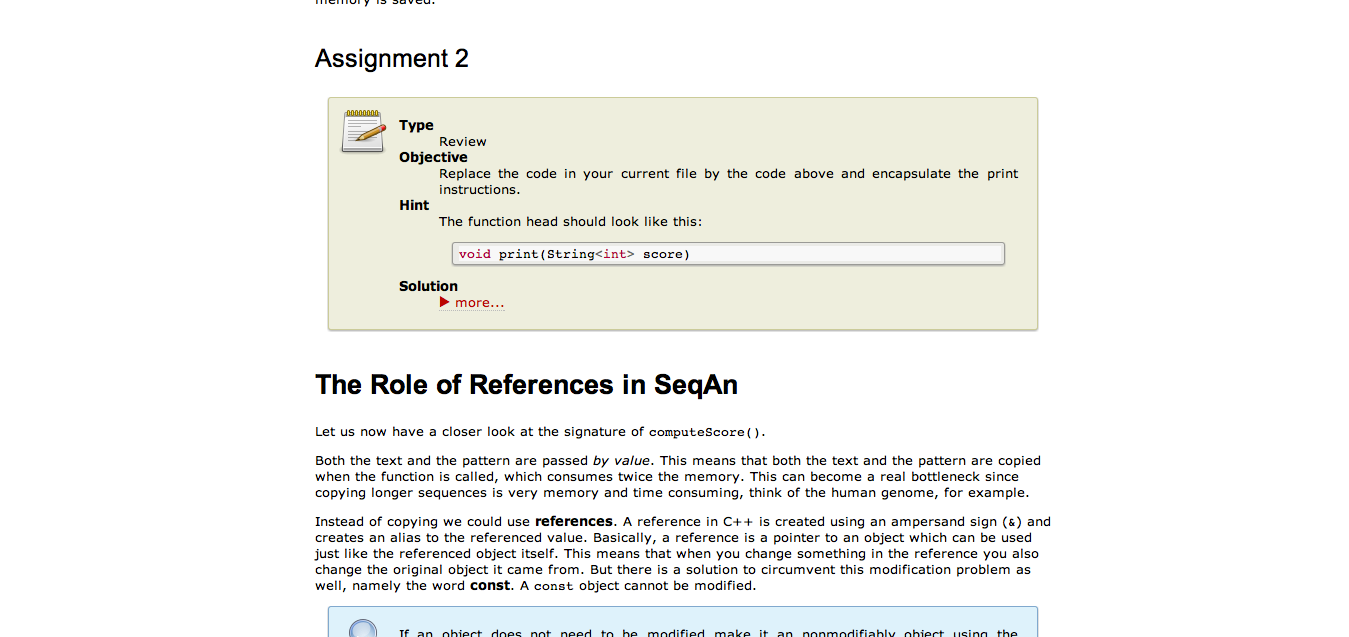 memory is saved.
Assignment 2
Type
Review
Objective
Replace the code in your current file by the code above and encapsulate the print
instructions.
Hint
The function head should look like this:
void print(String<int> score)
Solution
more...
The Role of References in SeqAn
Let us now have a closer look at the signature of computeScore().
Both the text and the pattern are passed by value. This means that both the text and the pattern are copied
when the function is called, which consumes twice the memory. This can become a real bottleneck since
copying longer sequences is very memory and time consuming, think of the human genome, for example.
Instead of copying we could use references. A reference in C++ is created using an ampersand sign (&) and
creates an alias to the referenced value. Basically, a reference is a pointer to an object which can be used
just like the referenced object itself. This means that when you change something in the reference you also
change the original object it came from. But there is a solution to circumvent this modification problem as
well, namely the word const. A const object cannot be modified.
If an object does not need to be modified make it an nonmodifiably object using the